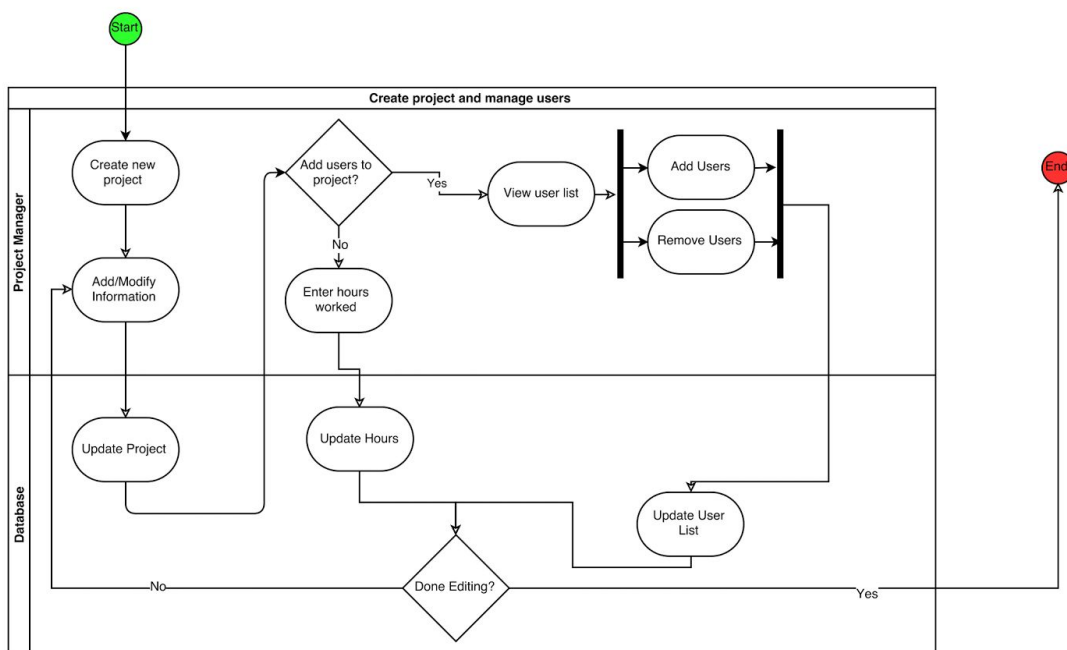 Start
Create project and manage users
Project Manager
Create new
project
Add users to
project?
Yes
View user list
Add Users
Remove Users
End
No
Add/Modify
Information
Enter hours
worked
Database
Update Project
Update Hours
Update User
List
Done Editing?
No
Yes